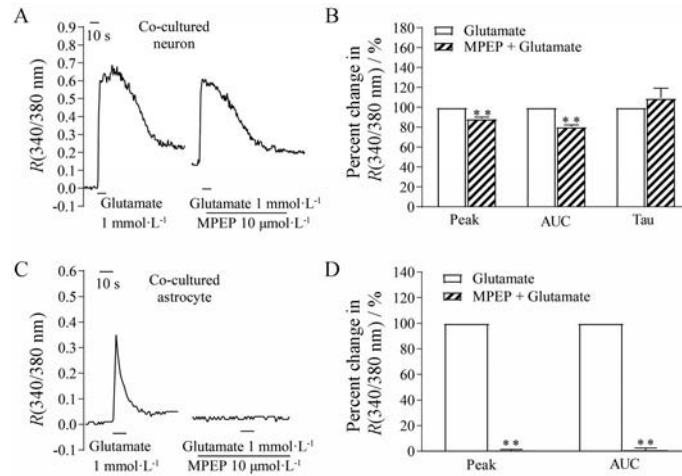 A
10 s
Co-cultured
neuron
R(340/380 nm)
0.9
0.8
0.7
0.6
0.5
0.4
0.3
0.2
0.1
0.0
-0.1
Glutamate
1 mmol·L⁻¹
Glutamate 1 mmol·L⁻¹
MPEP 10 μmol·L⁻¹
B
Glutamate
MPEP + Glutamate
Percent change in
R(340/380 nm) / %
180
160
140
120
100
80
60
40
20
0
**
**
Peak
AUC
Tau
C
10 s
Co-cultured
astrocyte
R(340/380 nm)
0.6
0.5
0.4
0.3
0.2
0.1
0.0
-0.1
Glutamate
1 mmol·L⁻¹
Glutamate 1 mmol·L⁻¹
MPEP 10 μmol·L⁻¹
D
Glutamate
MPEP + Glutamate
Percent change in
R(340/380 nm) / %
140
120
100
80
60
40
20
0
**
**
Peak
AUC